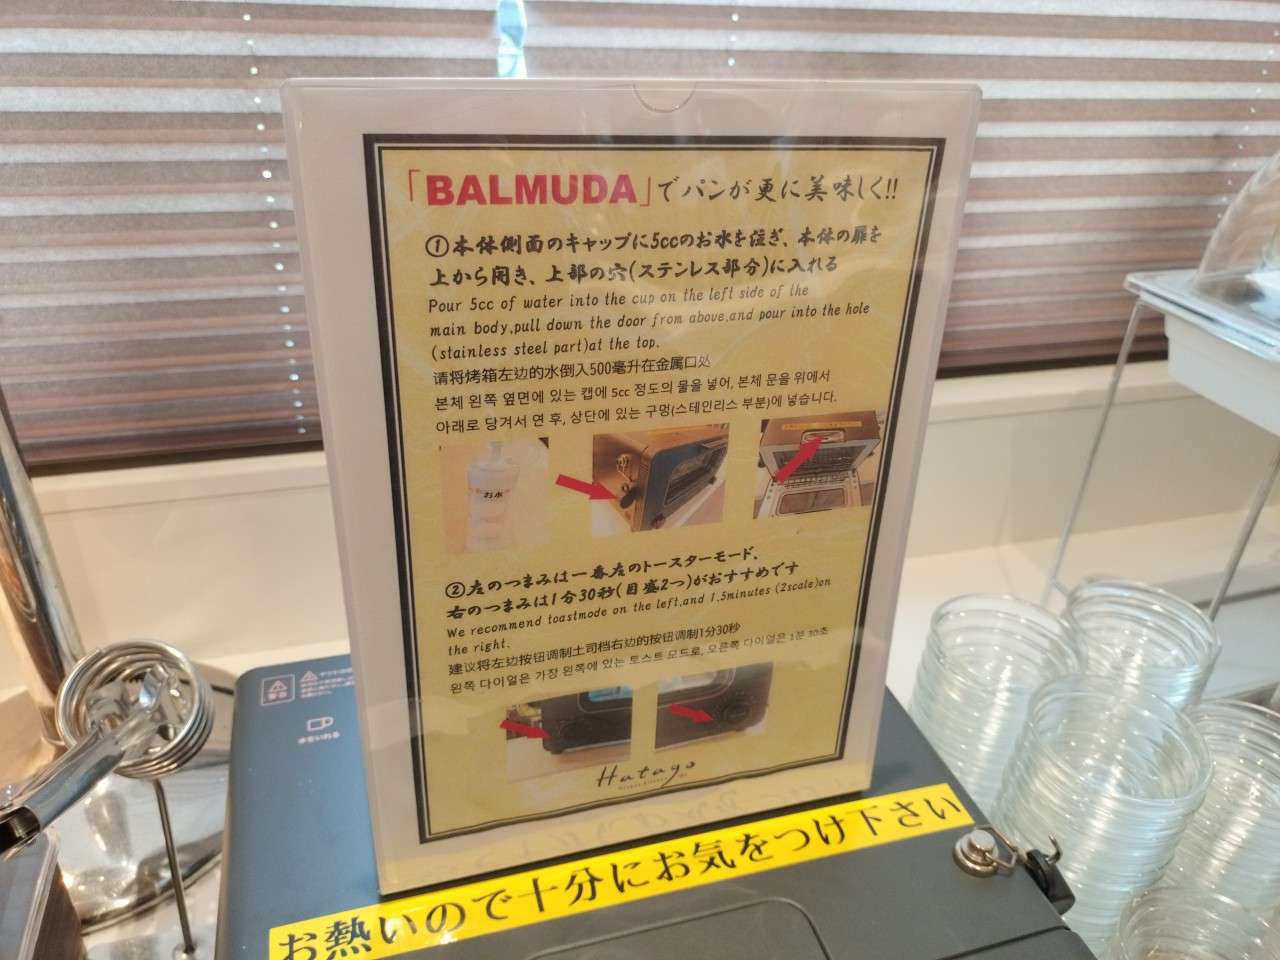 「BALMUDA」でパンが更に美味しく!!
①本体側面のキャップに5ccのお水を注ぎ、本体の扉を
上から開き、上部の穴(ステンレス部分)に入れる
Pour 5cc of water into the cup on the left side of the
main body,pull down the door from above,and pour into the hole
(stainless steel part)at the top.
请将烤箱左边的水倒入500毫升在金属口处
본체 왼쪽 옆면에 있는 캡에 5cc 정도의 물을 넣어, 본체 문을 위에서
아래로 당겨서 연 후, 상단에 있는 구멍(스테인리스 부분)에 넣습니다.
お水
②左のつまみは一番左のトースターモード、
右のつまみは1分30秒(目盛2つ)がおすすめです
We recommend toastmode on the left,and 1.5minutes (2scale)on
the right.
建议将左边按钮调制土司档右边的按钮调制1分30秒
왼쪽 다이얼은 가장 왼쪽에 있는 토스트 모드로, 오른쪽 다이얼은 1분 30초
Hatago
警告
水をいれる
お熱いので十分にお気をつけ下さい